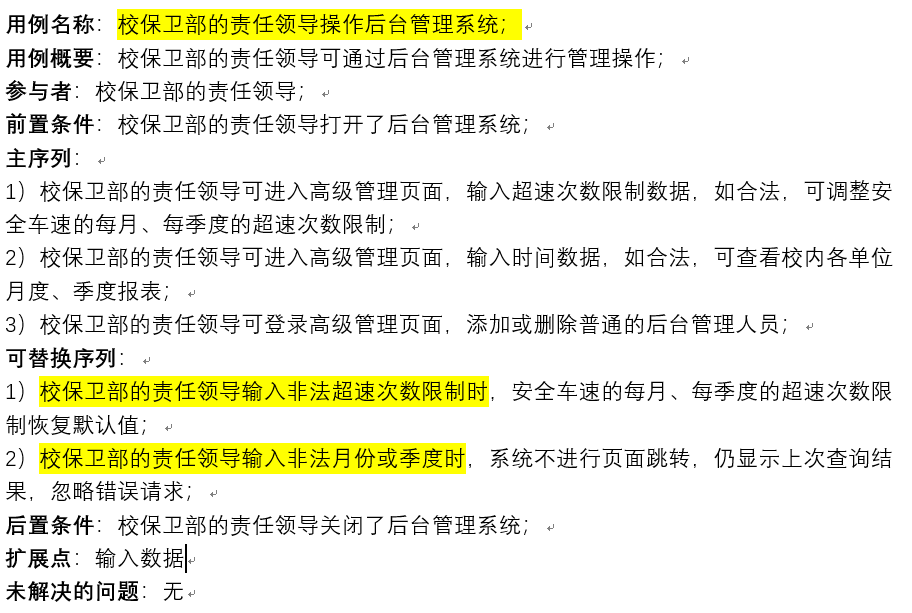 用例名称：校保卫部的责任领导操作后台管理系统；
用例概要：校保卫部的责任领导可通过后台管理系统进行管理操作；
参与者：校保卫部的责任领导；
前置条件：校保卫部的责任领导打开了后台管理系统；
主序列：
1）校保卫部的责任领导可进入高级管理页面，输入超速次数限制数据，如合法，可调整安
全车速的每月、每季度的超速次数限制；
2）校保卫部的责任领导可进入高级管理页面，输入时间数据，如合法，可查看校内各单位
月度、季度报表；
3）校保卫部的责任领导可登录高级管理页面，添加或删除普通的后台管理人员；
可替换序列：
1）校保卫部的责任领导输入非法超速次数限制时，安全车速的每月、每季度的超速次数限
制恢复默认值；
2）校保卫部的责任领导输入非法月份或季度时，系统不进行页面跳转，仍显示上次查询结
果，忽略错误请求；
后置条件：校保卫部的责任领导关闭了后台管理系统；
扩展点：输入数据
未解决的问题：无